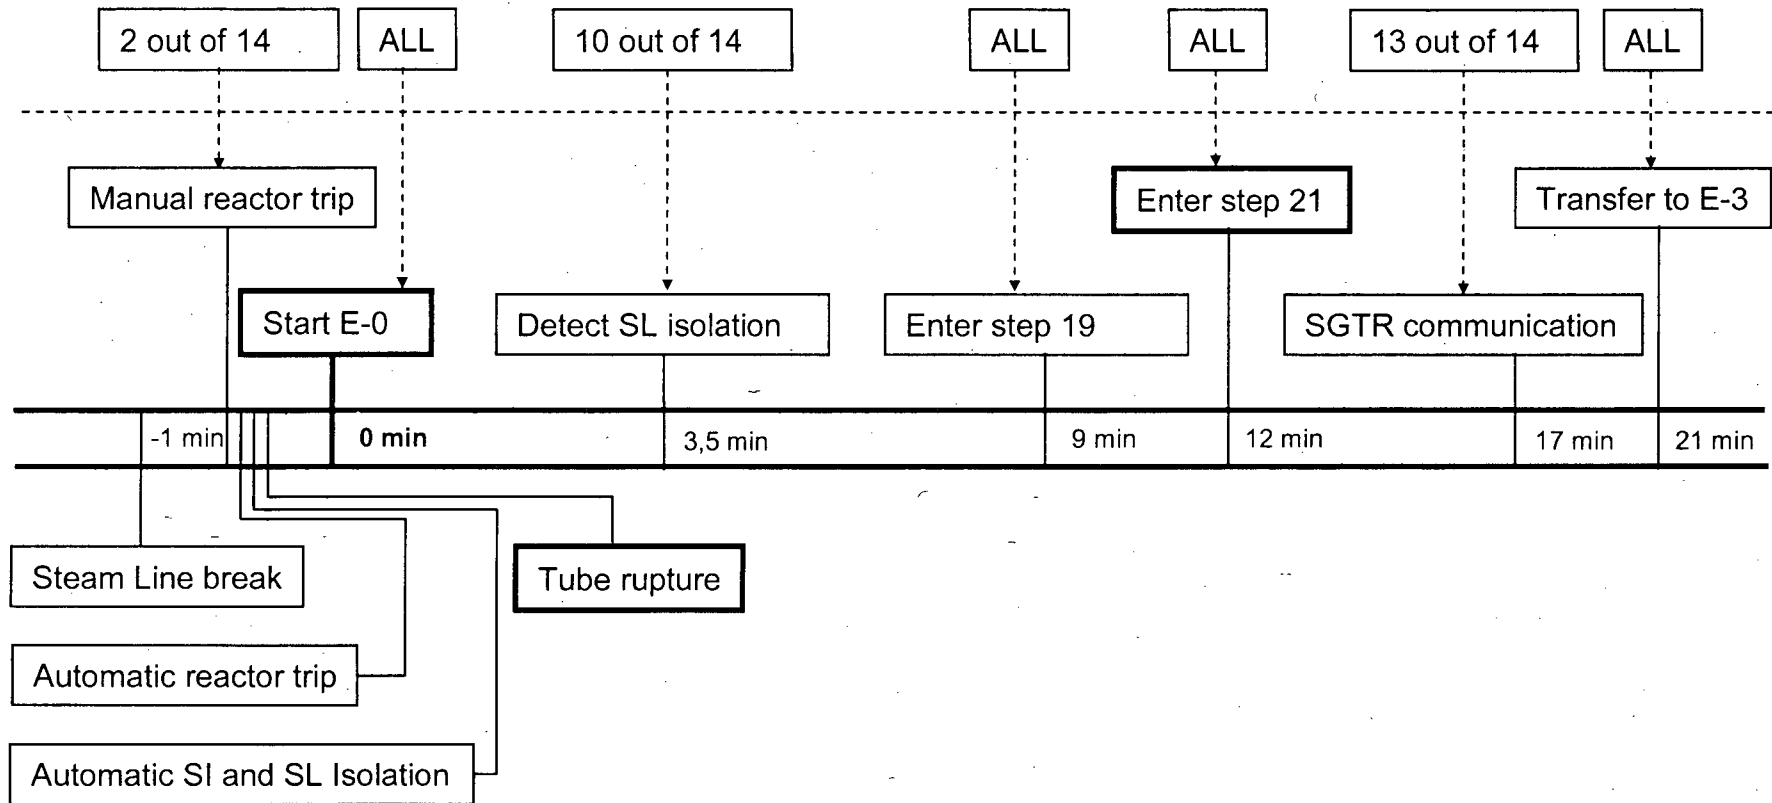 2 out of 14
ALL
10 out of 14
ALL
ALL
13 out of 14
ALL
Manual reactor trip
Enter step 21
Transfer to E-3
Start E-0
Detect SL isolation
Enter step 19
SGTR communication
-1 min
0 min
3,5 min
9 min
12 min
17 min
21 min
Steam Line break
Tube rupture
Automatic reactor trip
Automatic SI and SL Isolation